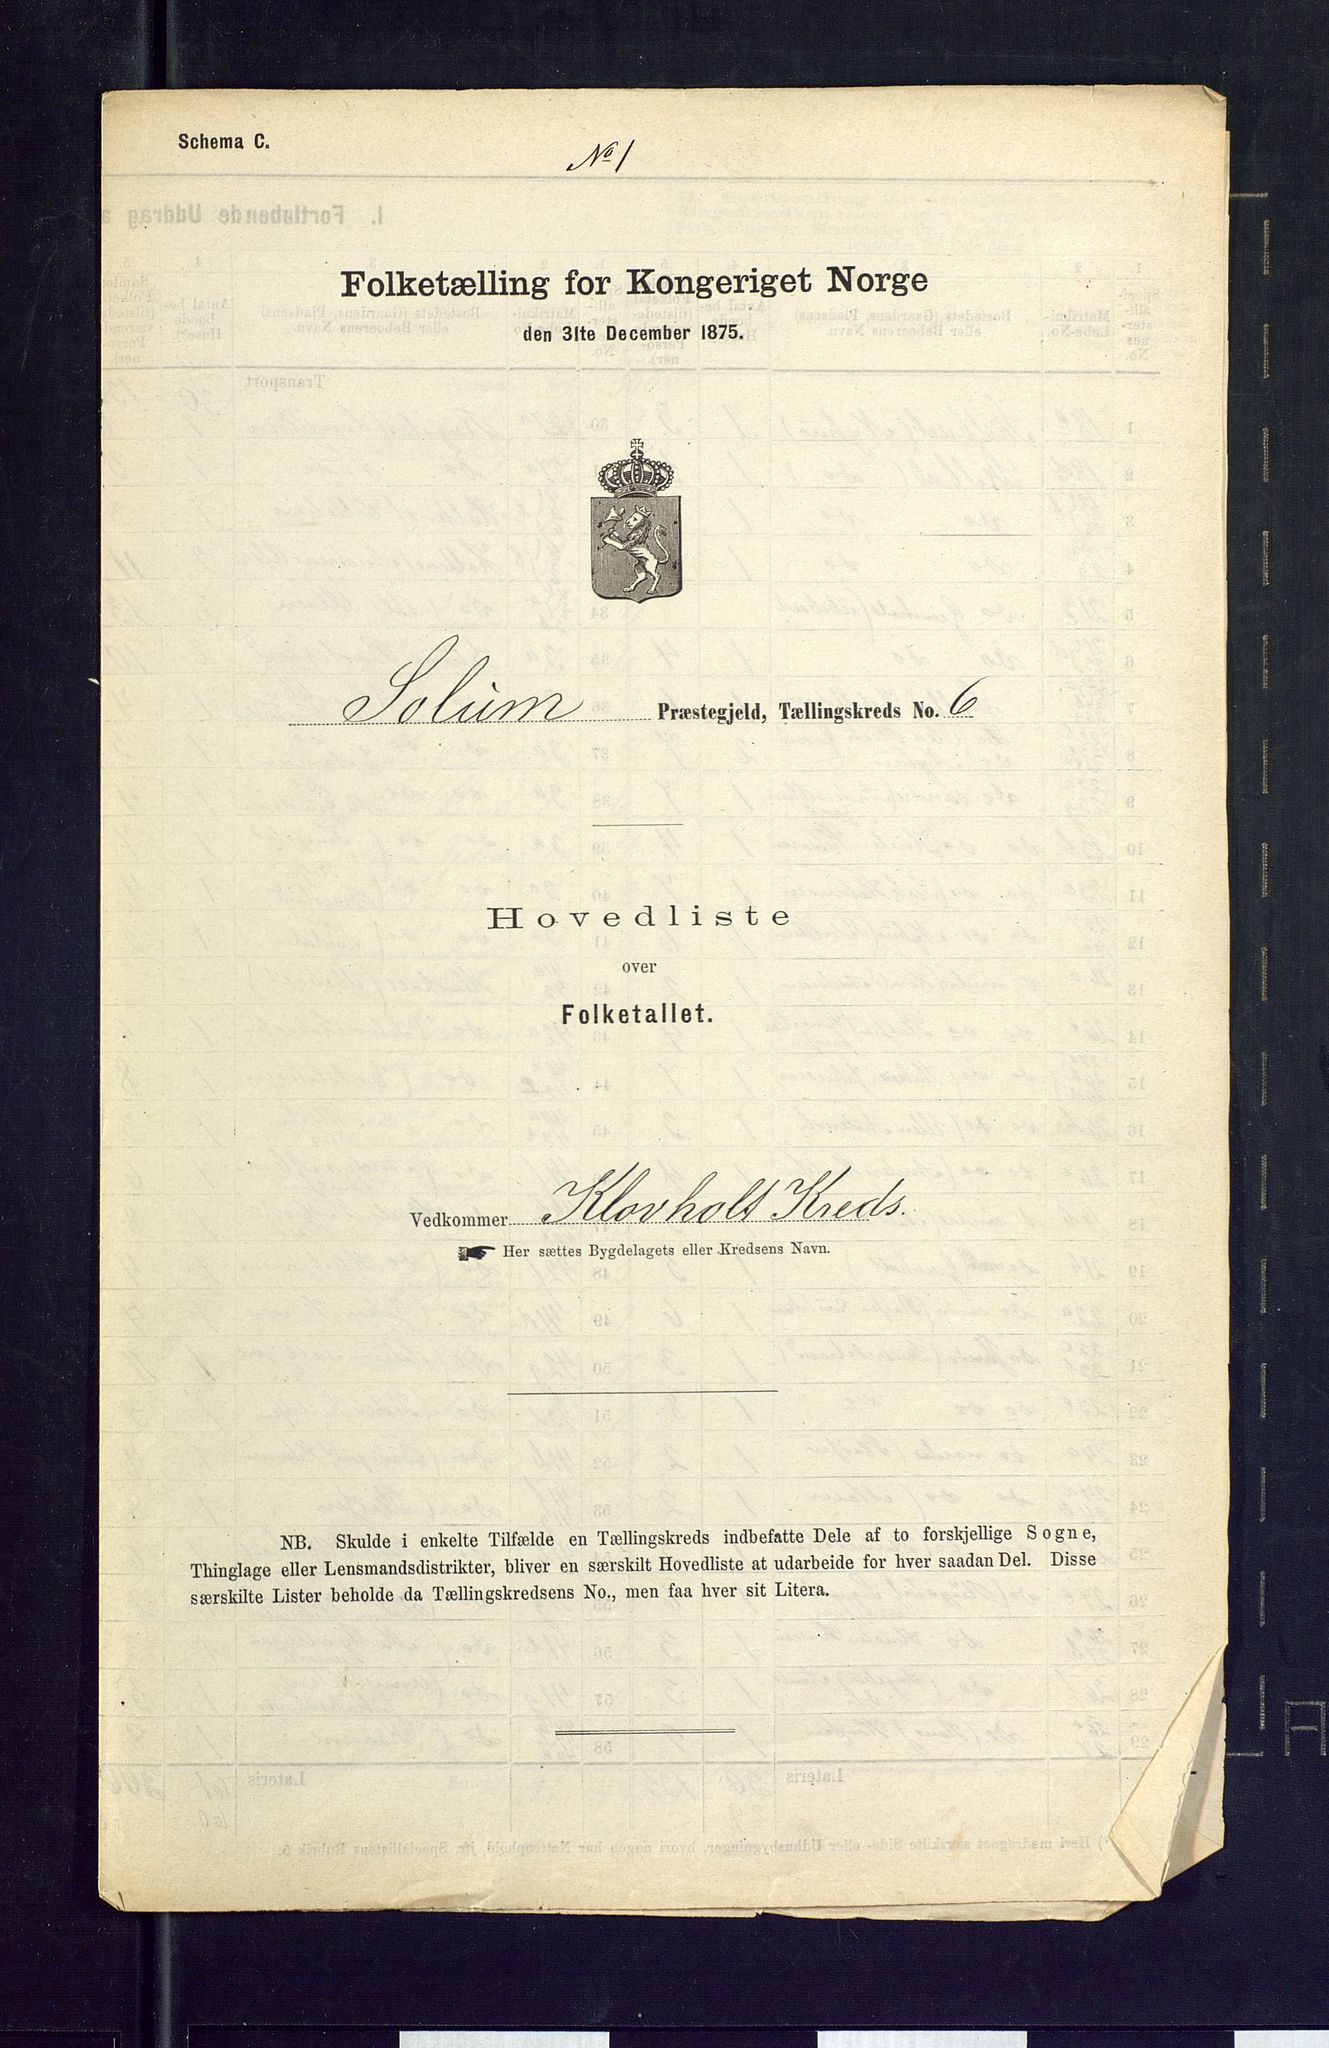 Schema C.
No 1
Folketælling for Kongeriget Norge
den 31te December 1875.
Solum Præstegjeld, Tællingskreds No. 6
Hovedliste
over
Folketallet.
Vedkommer Klovholt Kreds.
Her sættes Bygdelagets eller Kredsens Navn.
NB. Skulde i enkelte Tilfælde en Tællingskreds indbefatte Dele af to forskjellige Sogne,
Thinglage eller Lensmandsdistrikter, bliver en særskilt Hovedliste at udarbeide for hver saadan Del. Disse
særskilte Lister beholde da Tællingskredsens No., men faa hver sit Litera.